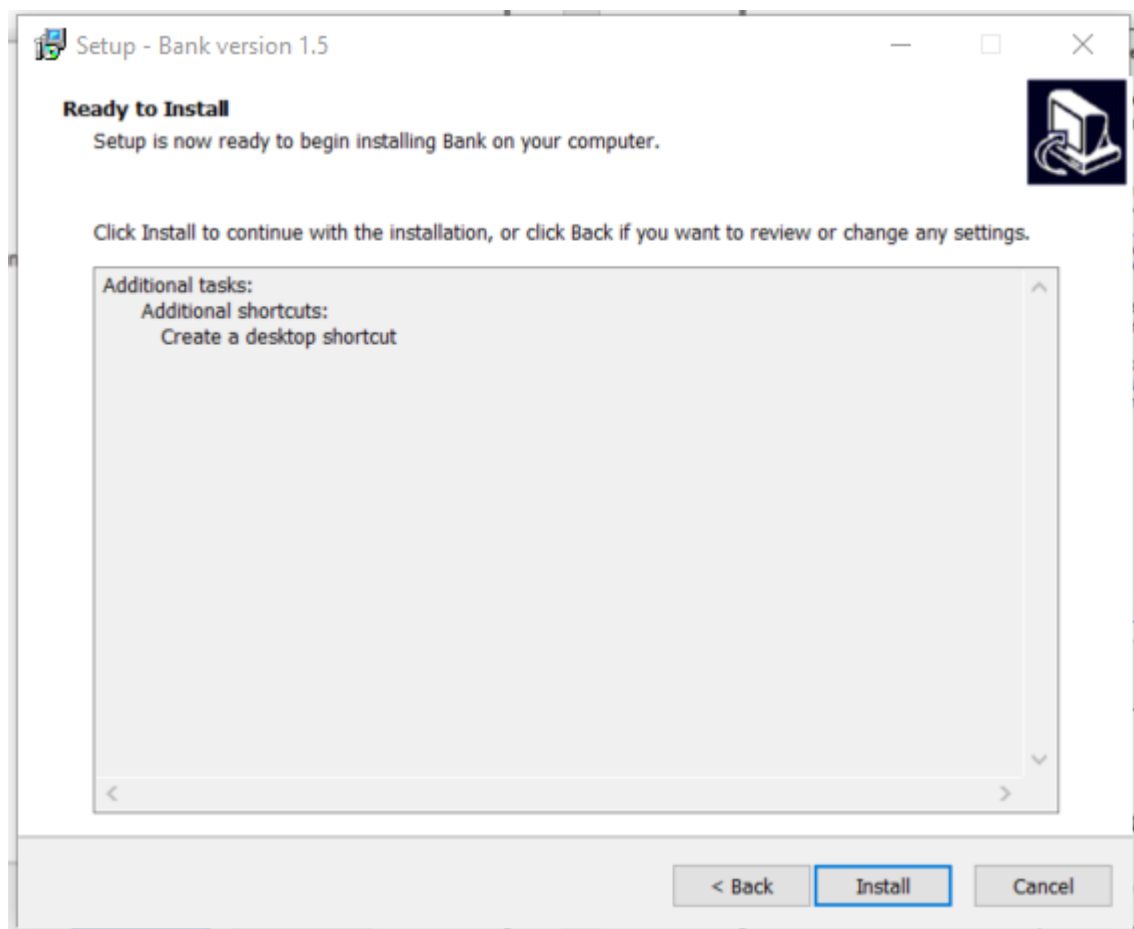 Setup - Bank version 1.5
Ready to Install
Setup is now ready to begin installing Bank on your computer.
Click Install to continue with the installation, or click Back if you want to review or change any settings.
Additional tasks:
Additional shortcuts:
Create a desktop shortcut
< Back
Install
Cancel